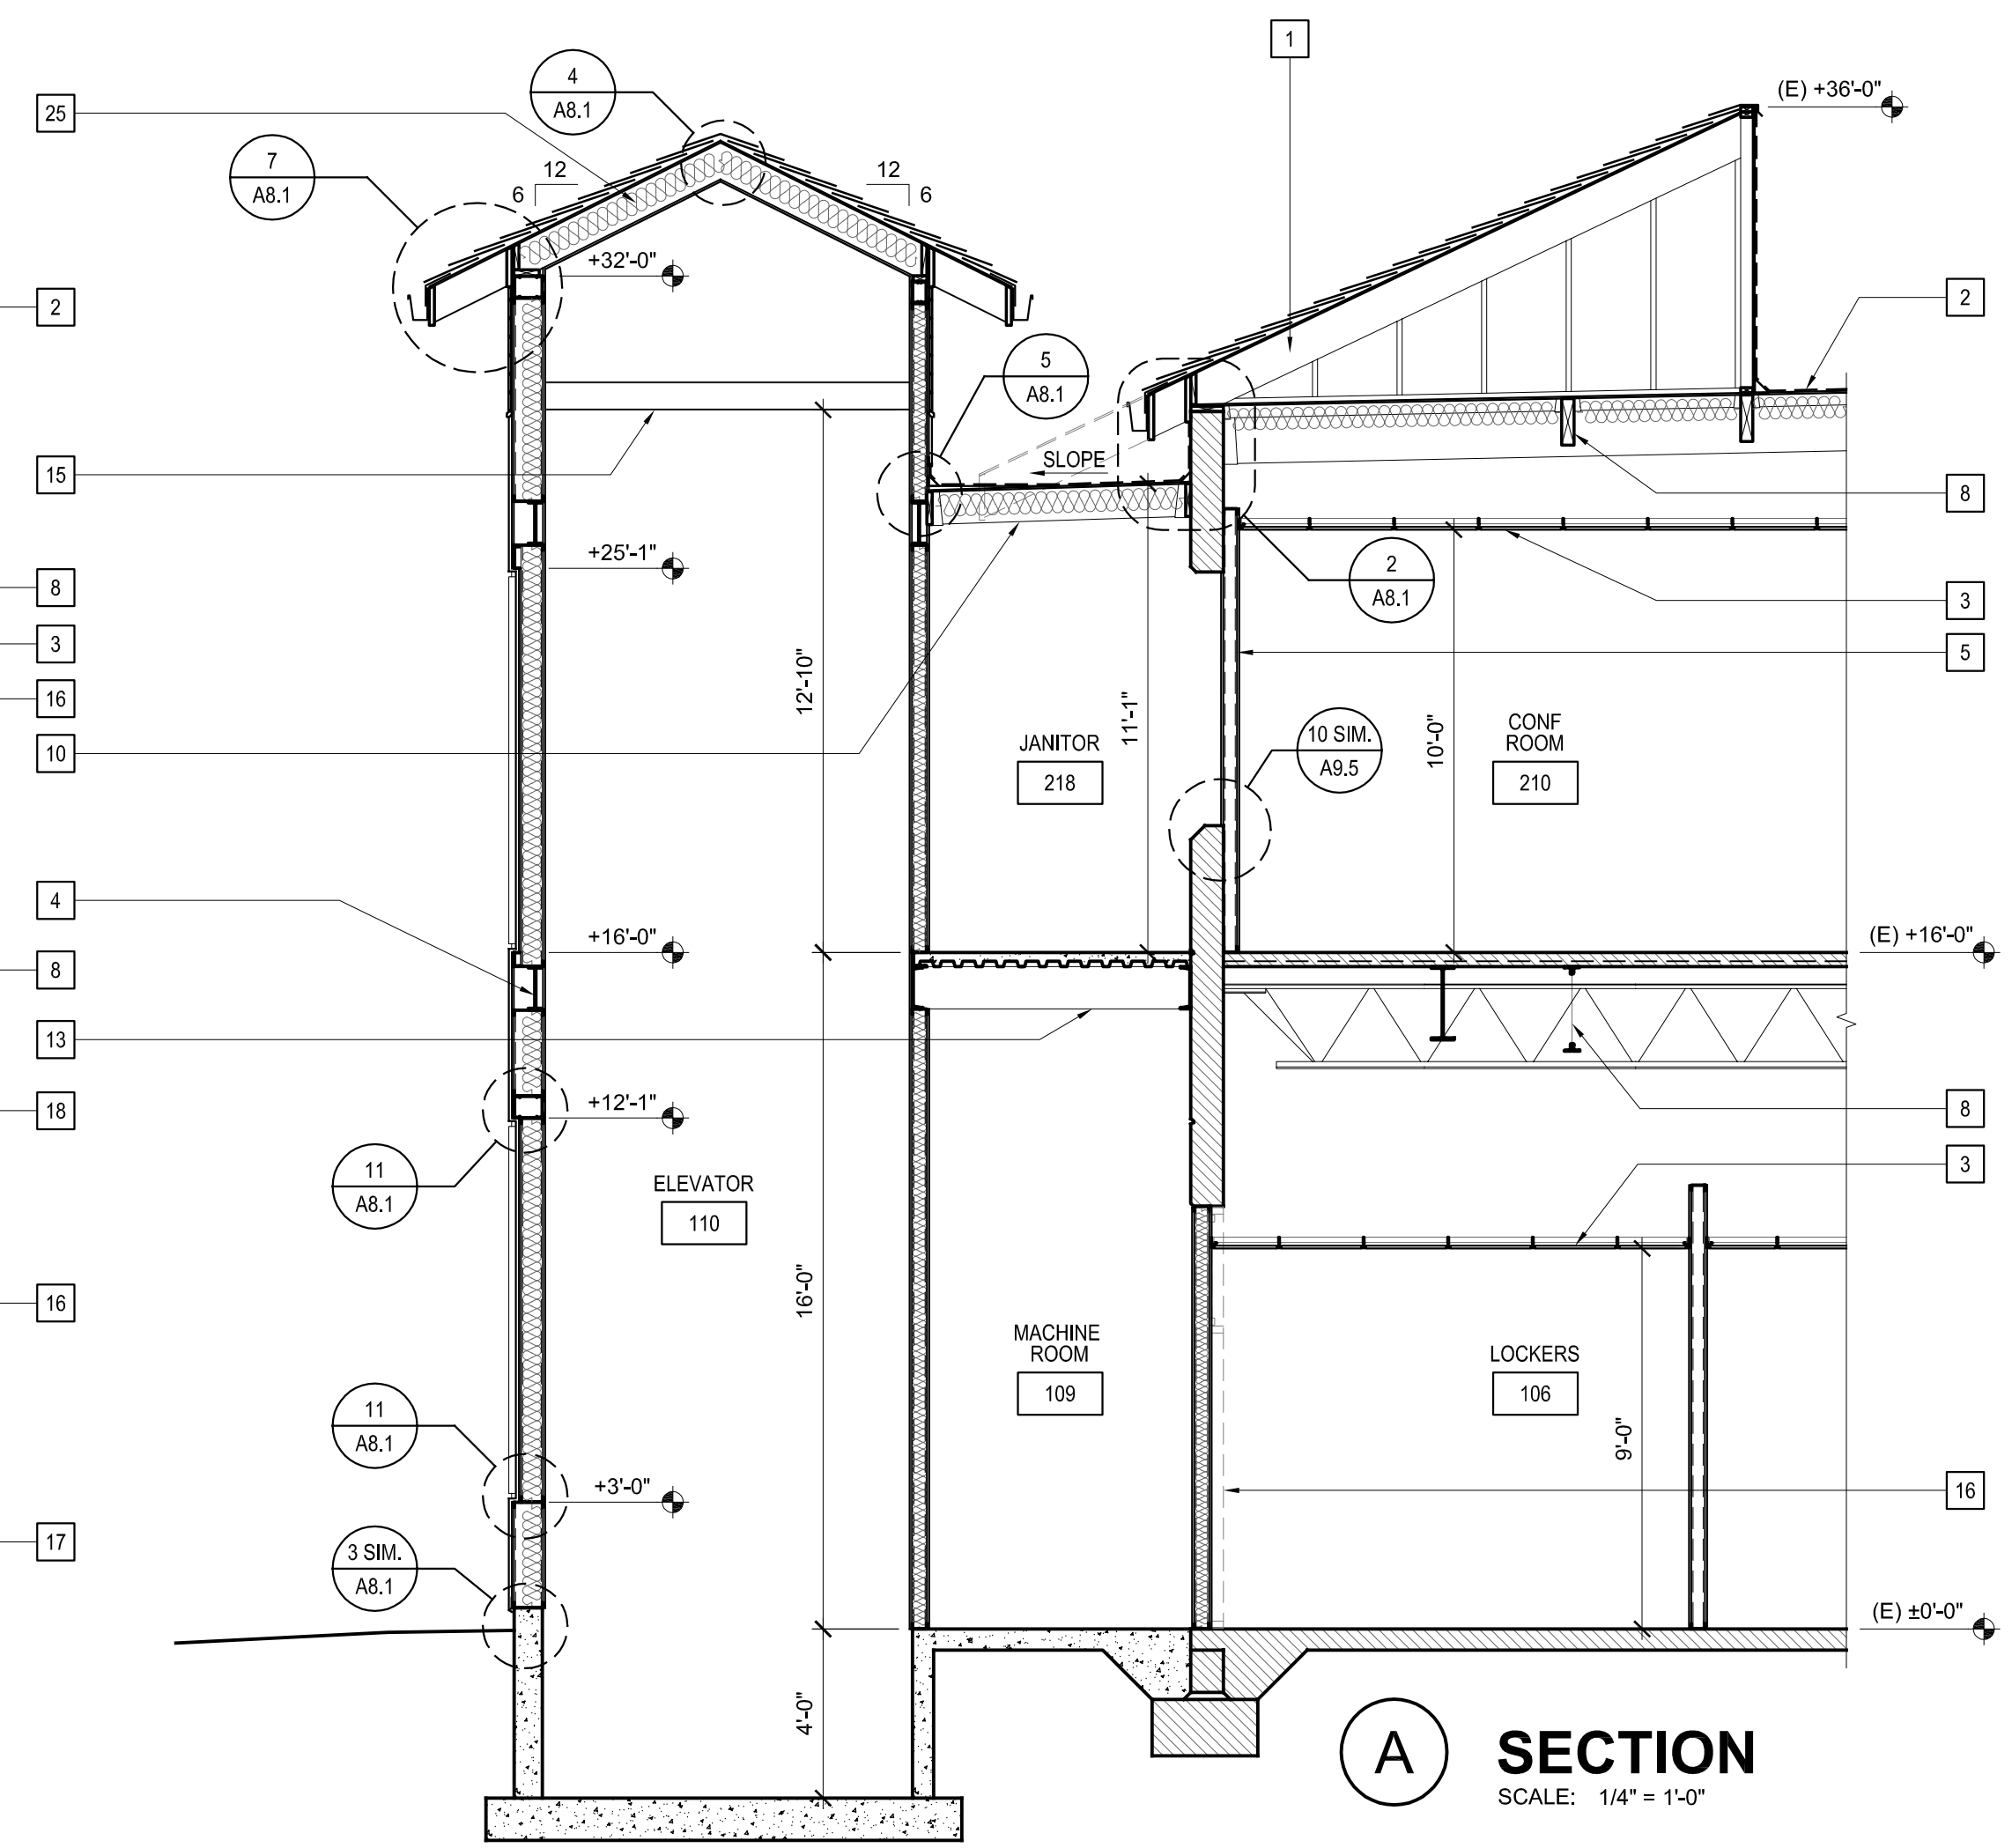 1
(E) +36'-0"
4
A8.1
25
7
A8.1
12
6
12
6
+32'-0"
2
2
5
A8.1
SLOPE
15
8
+25'-1"
2
A8.1
8
3
3
5
16
12'-10"
11'-1"
10'-0"
10
JANITOR
218
10 SIM.
A9.5
CONF
ROOM
210
4
+16'-0"
(E) +16'-0"
8
13
+12'-1"
18
8
3
11
A8.1
ELEVATOR
110
16
16'-0"
MACHINE
ROOM
109
LOCKERS
106
9'-0"
11
A8.1
+3'-0"
16
17
3 SIM.
A8.1
(E) ±0'-0"
4'-0"
A
SECTION
SCALE: 1/4" = 1'-0"